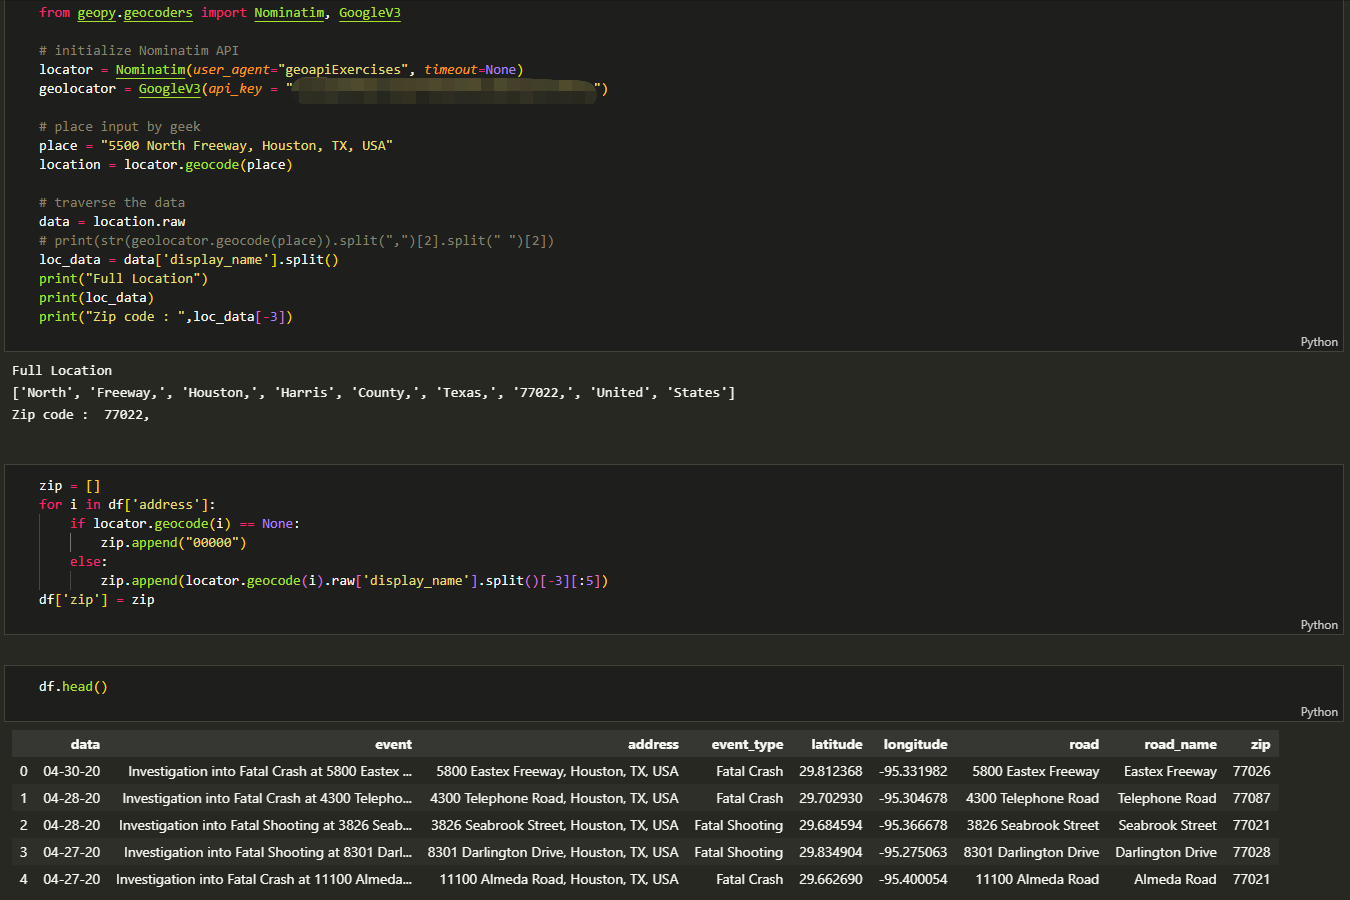 from geopy.geocoders import Nominatim, GoogleV3
# initialize Nominatim API
locator = Nominatim(user_agent="geoapiExercises", timeout=None)
geolocator = GoogleV3(api_key = "")
# place input by geek
place = "5500 North Freeway, Houston, TX, USA"
location = locator.geocode(place)
# traverse the data
data = location.raw
# print(str(geolocator.geocode(place)).split(",")[2].split(" ")[2])
loc_data = data['display_name'].split()
print("Full Location")
print(loc_data)
print("Zip code : ",loc_data[-3])
Python
Full Location
['North', 'Freeway,', 'Houston,', 'Harris', 'County,', 'Texas,', '77022,', 'United', 'States']
Zip code :  77022,
zip = []
for i in df['address']:
    if locator.geocode(i) == None:
        zip.append("00000")
    else:
        zip.append(locator.geocode(i).raw['display_name'].split()[-3][:5])
df['zip'] = zip
Python
df.head()
Python
data event address event_type latitude longitude road road_name zip
0 04-30-20 Investigation into Fatal Crash at 5800 Eastex ... 5800 Eastex Freeway, Houston, TX, USA Fatal Crash 29.812368 -95.331982 5800 Eastex Freeway Eastex Freeway 77026
1 04-28-20 Investigation into Fatal Crash at 4300 Telepho... 4300 Telephone Road, Houston, TX, USA Fatal Crash 29.702930 -95.304678 4300 Telephone Road Telephone Road 77087
2 04-28-20 Investigation into Fatal Shooting at 3826 Seab... 3826 Seabrook Street, Houston, TX, USA Fatal Shooting 29.684594 -95.366678 3826 Seabrook Street Seabrook Street 77021
3 04-27-20 Investigation into Fatal Shooting at 8301 Darl... 8301 Darlington Drive, Houston, TX, USA Fatal Shooting 29.834904 -95.275063 8301 Darlington Drive Darlington Drive 77028
4 04-27-20 Investigation into Fatal Crash at 11100 Almeda... 11100 Almeda Road, Houston, TX, USA Fatal Crash 29.662690 -95.400054 11100 Almeda Road Almeda Road 77021